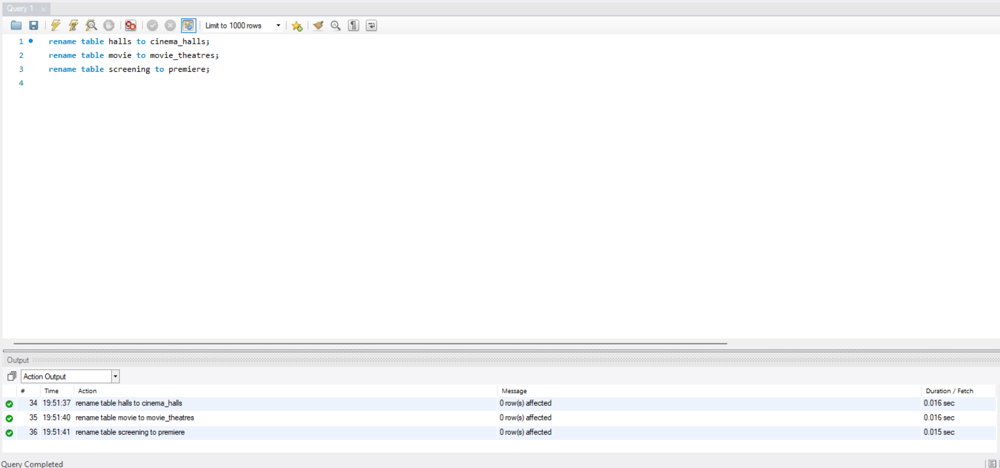 Query 1
Limit to 1000 rows
1 rename table halls to cinema_halls;
2 rename table movie to movie_theatres;
3 rename table screening to premiere;
4
Output
Action Output
# Time Action Message Duration / Fetch
34 19:51:37 rename table halls to cinema_halls 0 row(s) affected 0.016 sec
35 19:51:40 rename table movie to movie_theatres 0 row(s) affected 0.016 sec
36 19:51:41 rename table screening to premiere 0 row(s) affected 0.015 sec
Query Completed